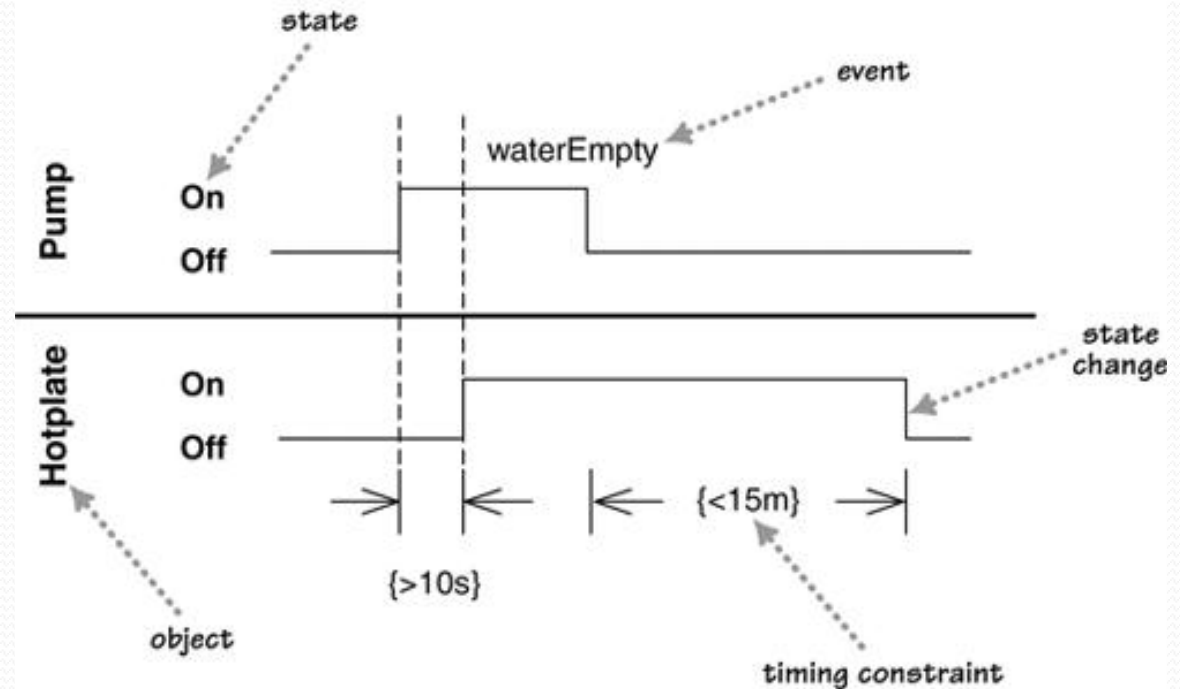 state
event
waterEmpty
Pump
On
Off
state
change
Hotplate
On
Off
{<15m}
{>10s}
object
timing constraint